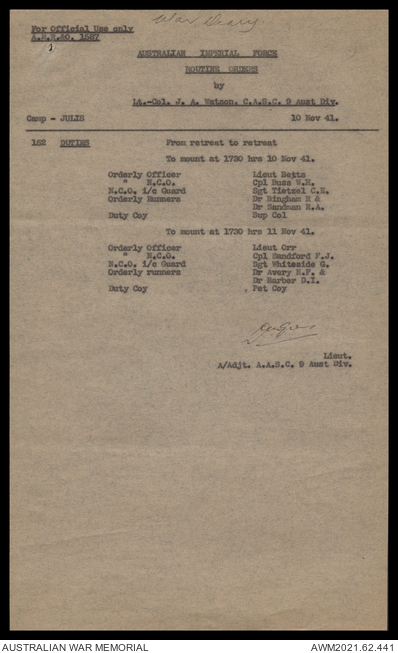 War Diary.
For Official Use only
A.R.R.SO. 1527
AUSTRALIAN IMPERIAL FORCE
ROUTINE ORDERS
by
Lt.-Col. J. A. Watson. C.A.S.C. 9 Aust Div.
Camp - JULIS 10 Nov 41.
152 DUTIES From retreat to retreat
To mount at 1730 hrs 10 Nov 41.
Orderly Officer Lieut Betts
" N.C.O. Cpl Buss W.H.
N.C.O. i/c Guard Sgt Tietzel C.E.
Orderly Runners Dr Bingham R &
Dr Sandman R.A.
Duty Coy Sup Col
To mount at 1730 hrs 11 Nov 41.
Orderly Officer Lieut Orr
" N.C.O. Cpl Sandford F.J.
N.C.O. i/c Guard Sgt Whiteside G.
Orderly runners Dr Avery N.F. &
Dr Barber D.I.
Duty Coy Pet Coy
Lieut.
A/Adjt. A.A.S.C. 9 Aust Div.
AUSTRALIAN WAR MEMORIAL AWM2021.62.441